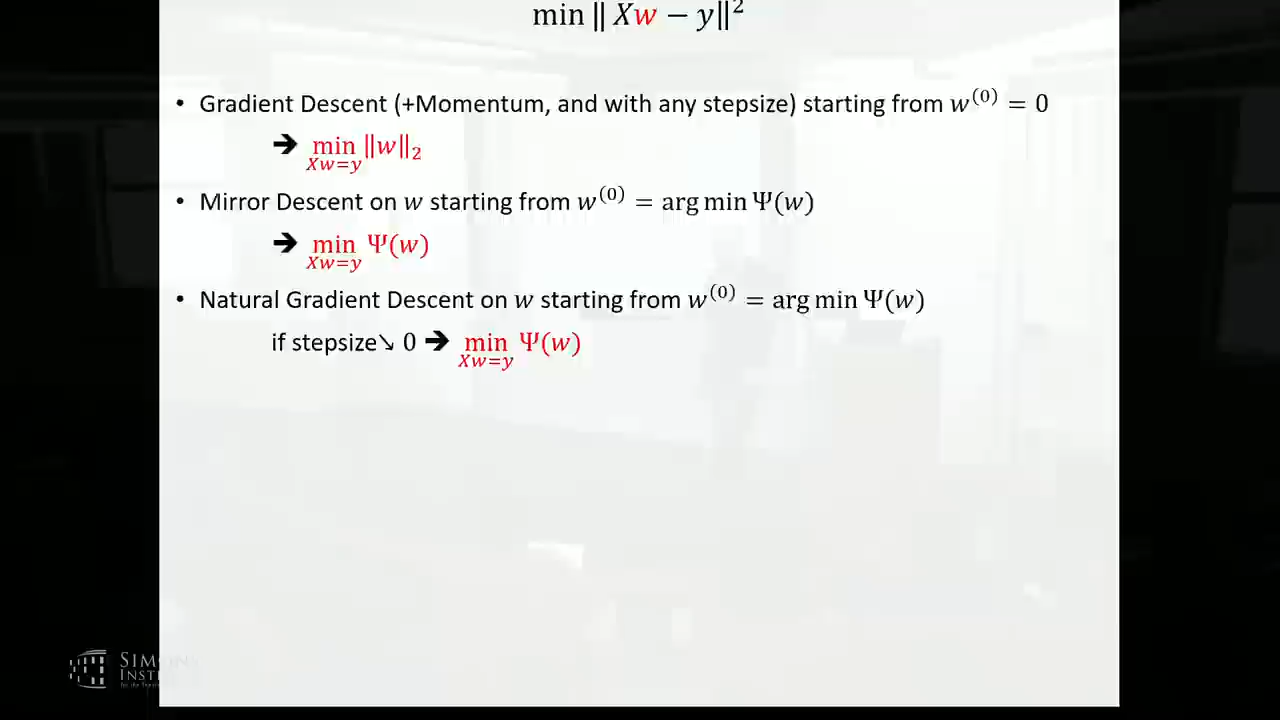 min ‖ Xw − y‖²
• Gradient Descent (+Momentum, and with any stepsize) starting from w⁽⁰⁾ = 0
➔ min ‖w‖₂
Xw=y
• Mirror Descent on w starting from w⁽⁰⁾ = arg min Ψ(w)
➔ min Ψ(w)
Xw=y
• Natural Gradient Descent on w starting from w⁽⁰⁾ = arg min Ψ(w)
if stepsize↘ 0 ➔ min Ψ(w)
Xw=y